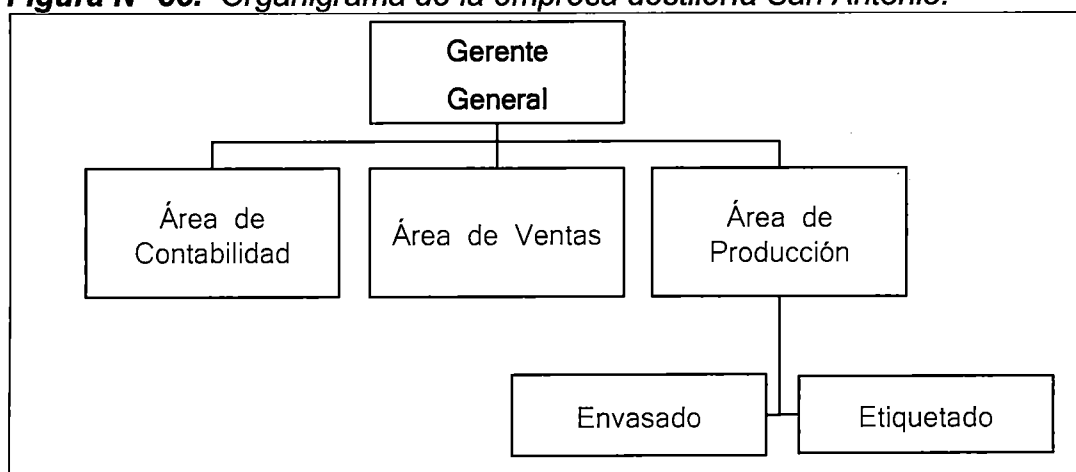 Organigrama de la empresa destilería San Antonio.
Gerente
General
Área de
Contabilidad
Área de Ventas
Área de
Producción
Envasado
Etiquetado